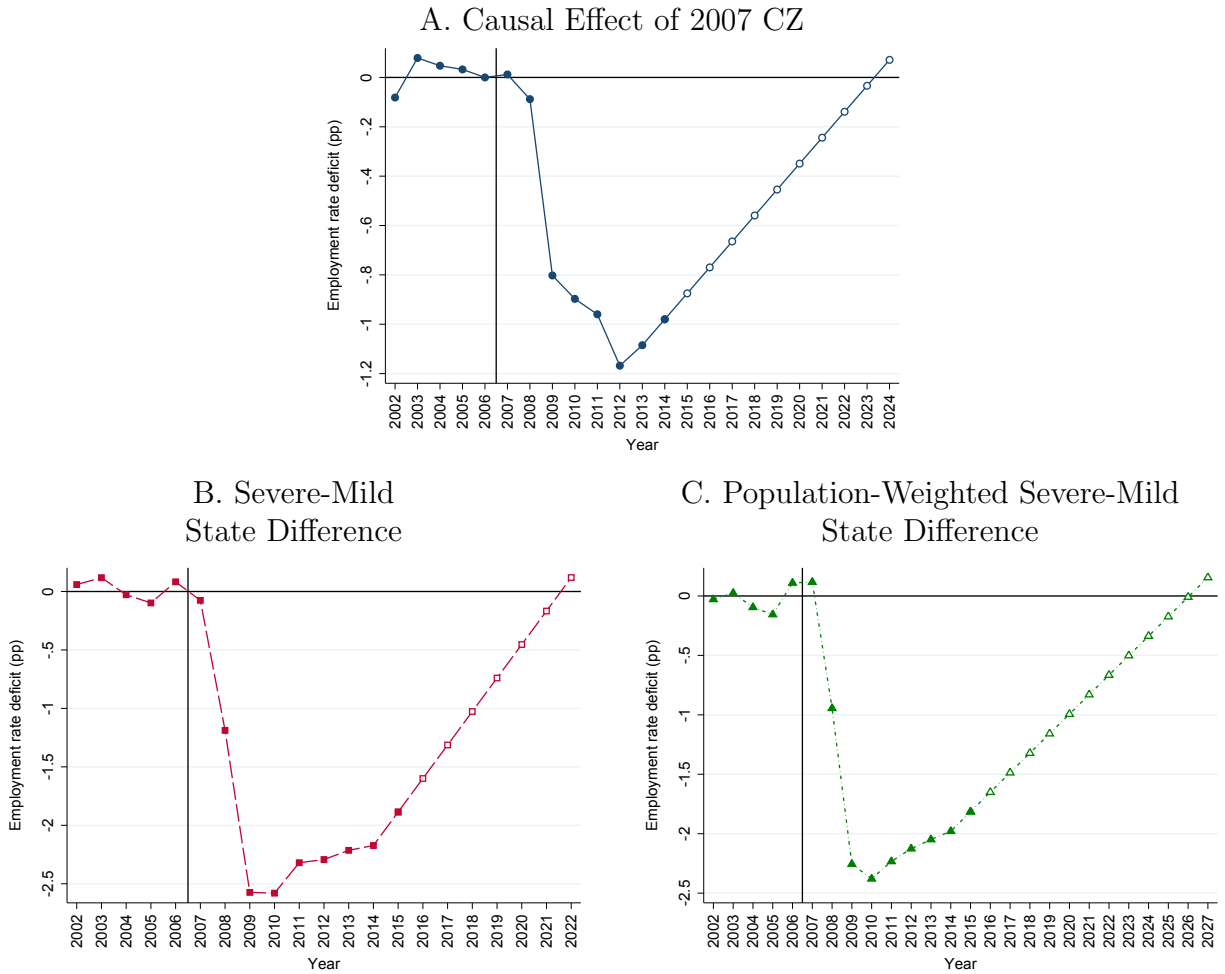 A. Causal Effect of 2007 CZ
Employment rate deficit (pp)
0
-.2
-.4
-.6
-.8
-1
-1.2
2002 2003 2004 2005 2006 2007 2008 2009 2010 2011 2012 2013 2014 2015 2016 2017 2018 2019 2020 2021 2022 2023 2024
Year
B. Severe-Mild
State Difference
Employment rate deficit (pp)
0
-.5
-1
-1.5
-2
-2.5
2002 2003 2004 2005 2006 2007 2008 2009 2010 2011 2012 2013 2014 2015 2016 2017 2018 2019 2020 2021 2022
Year
C. Population-Weighted Severe-Mild
State Difference
Employment rate deficit (pp)
0
-.5
-1
-1.5
-2
-2.5
2002 2003 2004 2005 2006 2007 2008 2009 2010 2011 2012 2013 2014 2015 2016 2017 2018 2019 2020 2021 2022 2023 2024 2025 2026 2027
Year